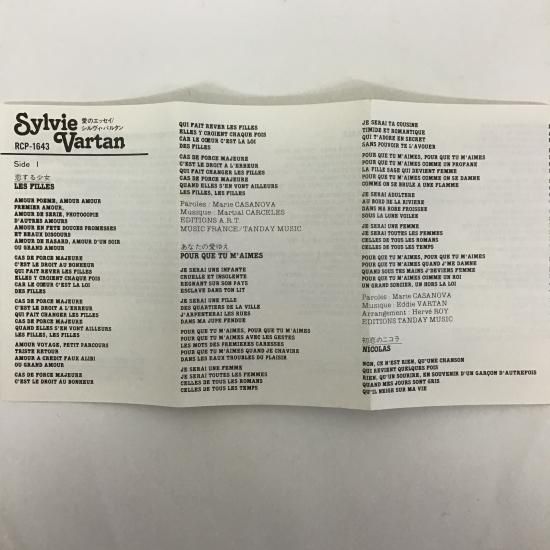 Sylvie Vartan
愛のエッセイ/
シルヴィ・バルタン
RCP-1643
Side I
恋する少女
LES FILLES
AMOUR POEME, AMOUR AMOUR
PREMIER AMOUR,
AMOUR DE SERIE, PROTOOOIPE
D'AUTRES AMOURS
AMOUR EN FETE DOUCES PROMESSES
ET BEAUX DISCOURS
AMOUR DE HASARD, AMOUR D'UN SOIR
OU GRAND AMOUR
CAS DE FORCE MAJEURE
C'EST LE DROIT AU BONHEUR
QUI FAIT REVER LES FILLES
ELLES Y CROIENT CHAQUE FOIS
CAR LE CŒUR C'EST LA LOI
DES FILLES
CAS DE FORCE MAJEURE
C'EST LE DROIT A L'ERREUR
QUI FAIT CHANGER LES FILLES
CAS DE FORCE MAJEURE
QUAND ELLES S'EN VONT AILLEURS
LES FILLES, LES FILLES
AMOUR VOYAGE, PETIT PARCOURS
TRISTE RETOUR
AMOUR A CREDIT FAUX ALIBI
OU GRAND AMOUR
CAS DE FORCE MAJEURE
C'EST LE DROIT AU BONHEUR
QUI FAIT REVER LES FILLES
ELLES Y CROIENT CHAQUE FOIS
CAR LE CŒUR C'EST LA LOI
DES FILLES
CAS DE FORCE MAJEURE
C'EST LE DROIT A L'ERREUR
QUI FAIT CHANGER LES FILLES
CAS DE FORCE MAJEURE
QUAND ELLES S'EN VONT AILLEURS
LES FILLES, LES FILLES
Paroles : Marie CASANOVA
Musique : Martial CARCELES
EDITIONS A.R.T.
MUSIC FRANCE/TANDAY MUSIC
あなたの愛ゆえ
POUR QUE TU M'AIMES
JE SERAI UNE INFANTE
CRUELLE ET INSOLENTE
REGNANT SUR SON PAYS
ESCLAVE DANS TON LIT
JE SERAI UNE FILLE
DES QUARTIERS DE LA VILLE
J'ARPENTERAI LES RUES
DANS MA JUPE FENDUE
POUR QUE TU M'AIMES, POUR QUE TU M'AIMES
POUR QUE TU M'AIMES AVEC LES GESTES
LES MOTS DES PREMIERES CARESSES
POUR QUE TU M'AIMES QUAND JE CHAVIRE
DANS LES EAUX TROUBLES DU PLAISIR
JE SERAI UNE FEMME
JE SERAI TOUTES LES FEMMES
CELLES DE TOUS LES ROMANS
CELLES DE TOUS LES TEMPS
JE SERAI TA COUSINE
TIMIDE ET ROMANTIQUE
QUI T'ADORE EN SECRET
SANS POUVOIR TE L'AVOUER
POUR QUE TU M'AIMES, POUR QUE TU M'AIMES
POUR QUE TU M'AIMES COMME ON PROFANE
LA FILLE SAGE QUI DEVIENT FEMME
POUR QUE TU M'AIMES COMME ON SE DAMNE
COMME ON SE BRULE A UNE FLAMME
JE SERAI ADULTERE
AU BORD DE LA RIVIERE
DANS MA ROBE FROISSEE
SOUS LA LUNE VOILEE
JE SERAI UNE FEMME
JE SERAI TOUTES LES FEMMES
CELLES DE TOUS LES ROMANS
CELLES DE TOUS LES TEMPS
POUR QUE TU M'AIMES, POUR QUE TU M'AIMES
POUR QUE TU M'AIMES QUAND J'ME DAMNE
QUAND SOUS TES MAINS J'DEVIENS FEMME
POUR QUE TU M'AIMES COMME UN ROI
UN GRAND SORCIER, UN HORS LA LOI
Paroles : Marie CASANOVA
Musique : Eddie VARTAN
Arrangement : Hervé ROY
EDITIONS TANDAY MUSIC
初恋のニコラ
NICOLAS
NON, CE N'EST RIEN, QU'UNE CHANSON
QUI REVIENT QUELQUES FOIS
RIEN, QU'UN SOURIRE, EN SOUVENIR D'UN GARÇON D'AUTREFOIS
QUAND MES JOURS SONT GRIS
QU'IL NEIGE SUR MA VIE